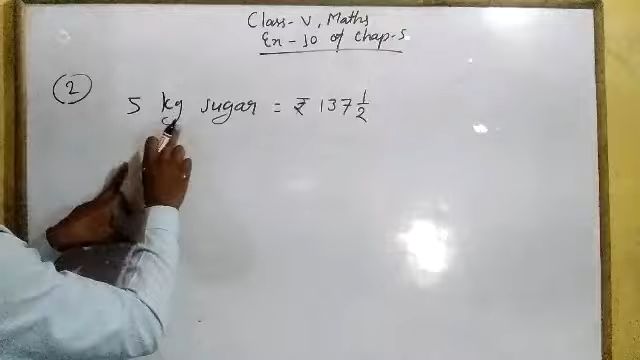 Class-V, Maths
Ex-10 of Chap-5
2
5 kg sugar = ₹ 137 1/2